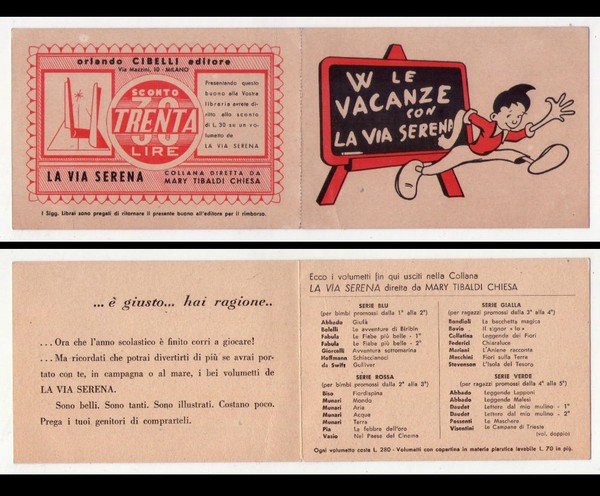 orlando CIBELLI editore
Via Mazzini, 10 - MILANO
SCONTO
30
TRENTA
LIRE
Presentando questo
buono alla Vostra
libreria avrete di-
ritto allo sconto
di L. 30 su un vo-
lumetto de
LA VIA SERENA
LA VIA SERENA
COLLANA DIRETTA DA
MARY TIBALDI CHIESA
I Sigg. Librai sono pregati di ritornare il presente buono all'editore per il rimborso.
W LE
VACANZE
con
LA VIA SERENA
... è giusto... hai ragione..
...Ora che l'anno scolastico è finito corri a giocare!
...Ma ricordati che potrai divertirti di più se avrai por-
tato con te, in campagna o al mare, i bei volumetti de
LA VIA SERENA.
Sono belli. Sono tanti. Sono illustrati. Costano poco.
Prega i tuoi genitori di comprarteli.
Ecco i volumetti fin qui usciti nella Collana
LA VIA SERENA diretta da MARY TIBALDI CHIESA
SERIE BLU
(per bimbi promossi dalla 1ª alla 2ª)
Abbado Giufà
Bolelli Le avventure di Biribin
Fabula Le Fiabe più belle - 1º
Fabula Le Fiabe più belle - 2º
Giorcelli Avventura sottomarina
Hoffmann Schiaccianoci
de Swift Gulliver
SERIE ROSSA
(per bimbi promossi dalla 2ª alla 3ª)
Biso Fiordispina
Munari Mondo
Munari Aria
Munari Acqua
Munari Terra
Pia La febbre dell'oro
Vasio Nel Paese del Cinema
SERIE GIALLA
(per ragazzi promossi dalla 3ª alla 4ª)
Bandioli La bacchetta magica
Bovio Il signor « Io »
Collatina Leggende dei Fiori
Federici Chiaraluce
Mariani L'Aniene racconta
Mecchini Fiori sulla Terra
Stevenson L'Isola del Tesoro
SERIE VERDE
(per ragazzi promossi dalla 4ª alla 5ª)
Abbado Leggende Lapponi
Abbado Leggende Malesi
Daudet Lettere dal mio mulino - 1º
Daudet Lettere dal mio mulino - 2º
Possenti Le Maschere
Visentini Le Campane di Trieste
(vol. doppio)
Ogni volumetto costa L. 280 - Volumetti con copertina in materia plastica lavabile L. 70 in più.